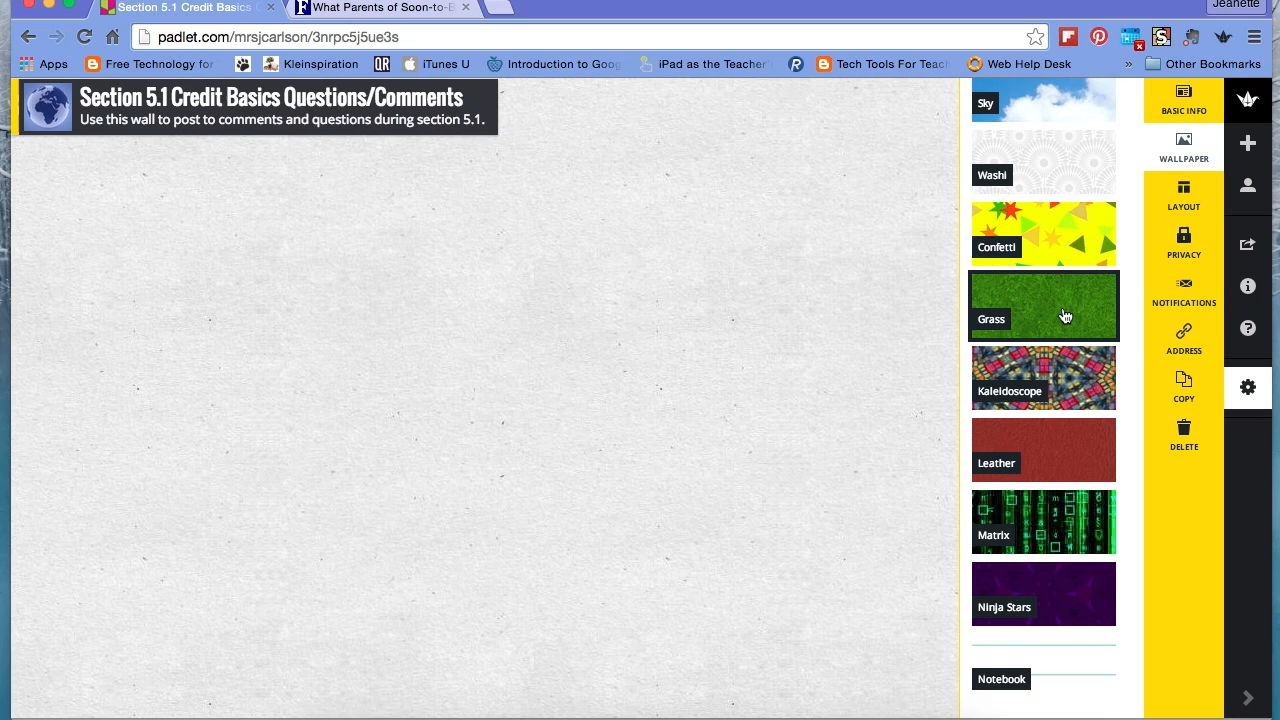 Section 5.1 Credit Basics
What Parents of Soon-to-B
Jeanette
padlet.com/mrsjcarlson/3nrpc5j5ue3s
Apps
Free Technology for
Kleinspiration
QR
iTunes U
Introduction to Goog
iPad as the Teacher'
Tech Tools For Teach
Web Help Desk
»
Other Bookmarks
Section 5.1 Credit Basics Questions/Comments
Use this wall to post to comments and questions during section 5.1.
Sky
Washi
Confetti
Grass
Kaleidoscope
Leather
Matrix
Ninja Stars
Notebook
BASIC INFO
WALLPAPER
LAYOUT
PRIVACY
NOTIFICATIONS
ADDRESS
COPY
DELETE